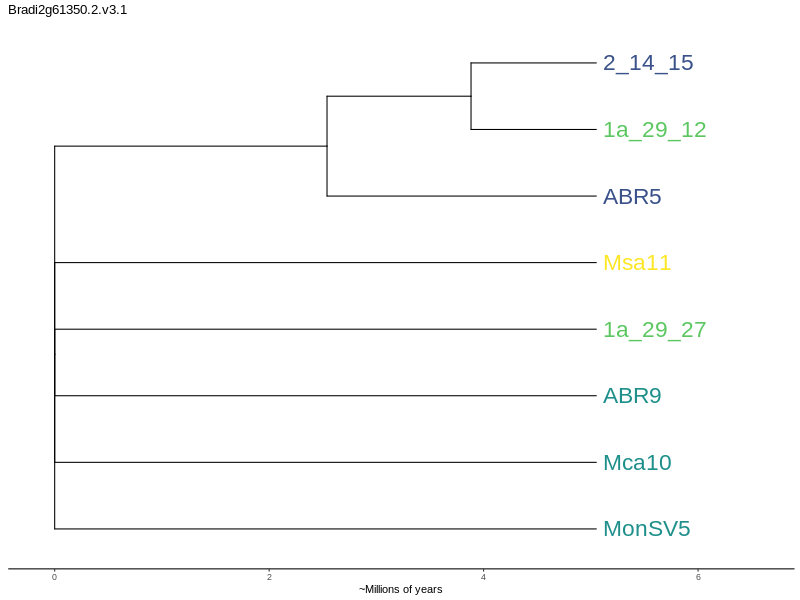 Bradi2g61350.2.v3.1
2_14_15
1a_29_12
ABR5
Msa11
1a_29_27
ABR9
Mca10
MonSV5
0 2 4 6
~Millions of years